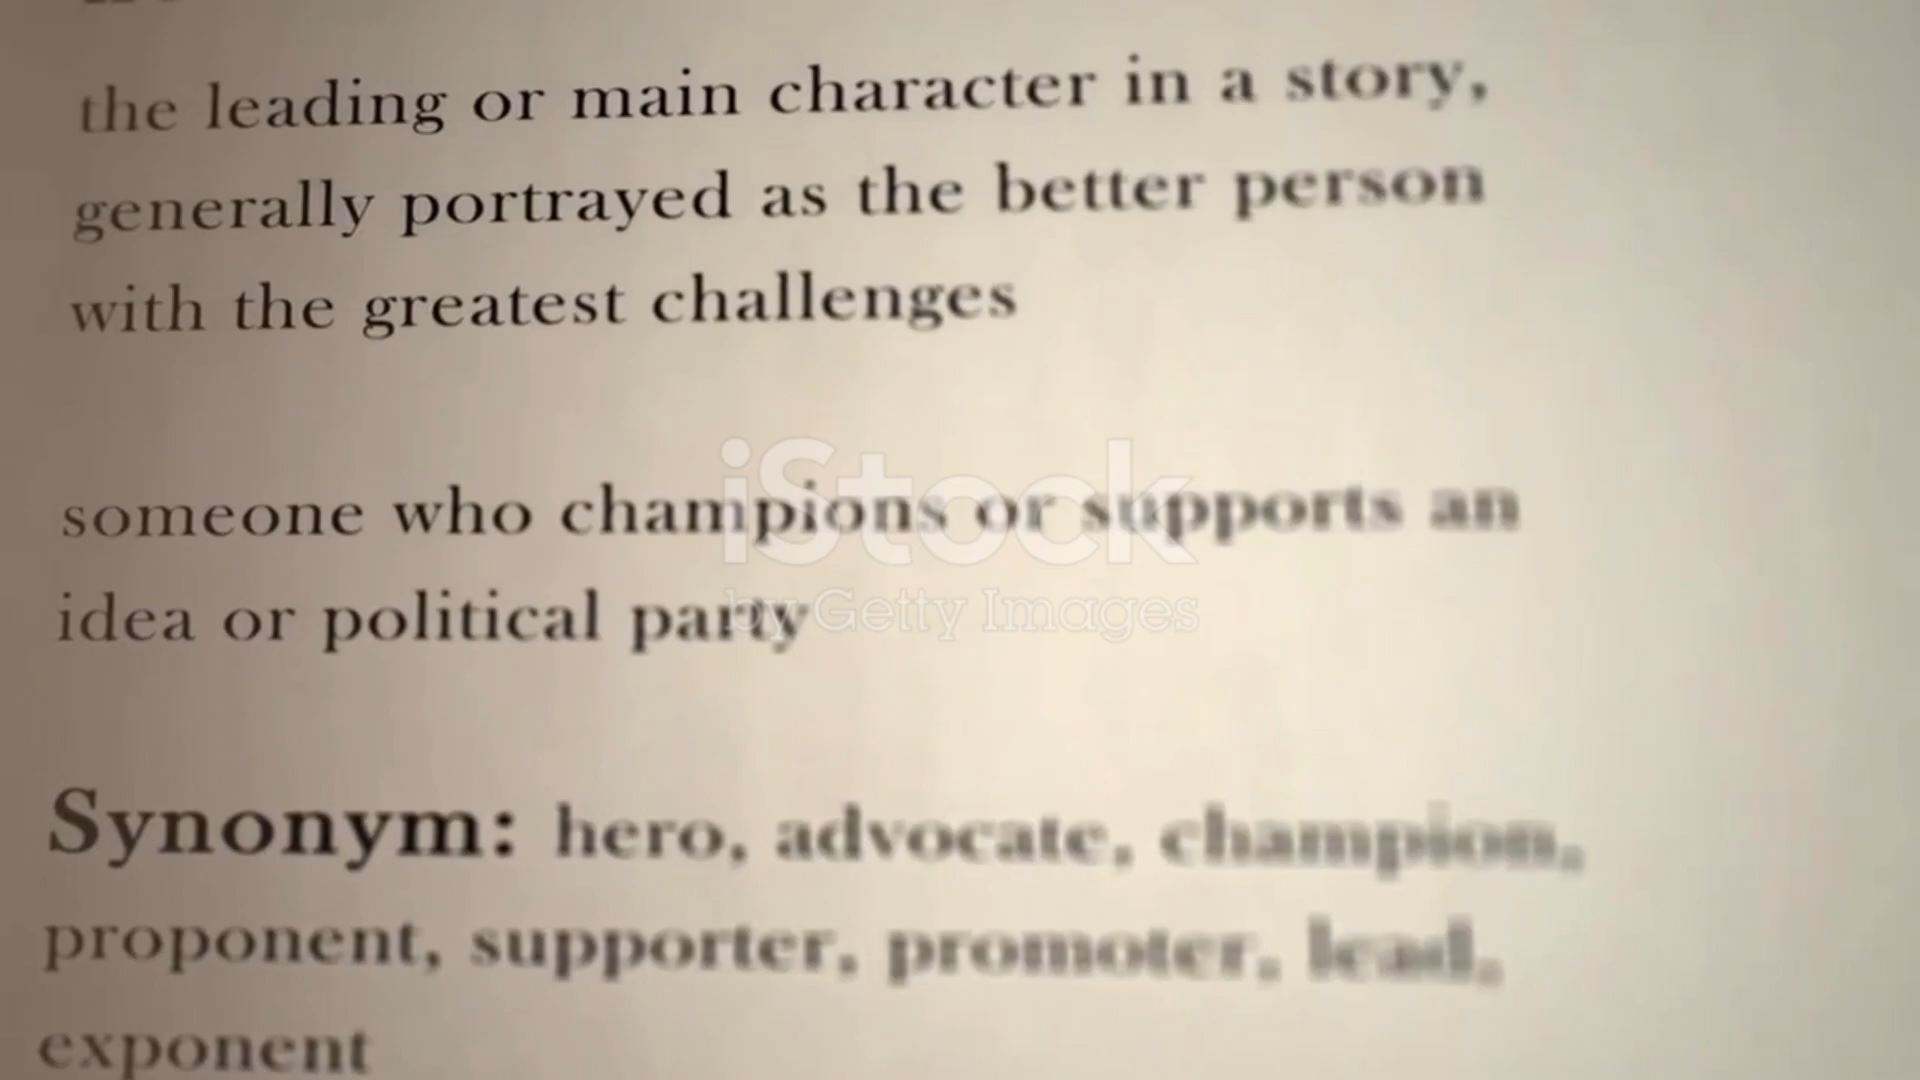 the leading or main character in a story,
generally portrayed as the better person
with the greatest challenges
someone who champions or supports an
idea or political party
iStock
by Getty Images
Synonym: hero, advocate, champion,
proponent, supporter, promoter, lead,
exponent